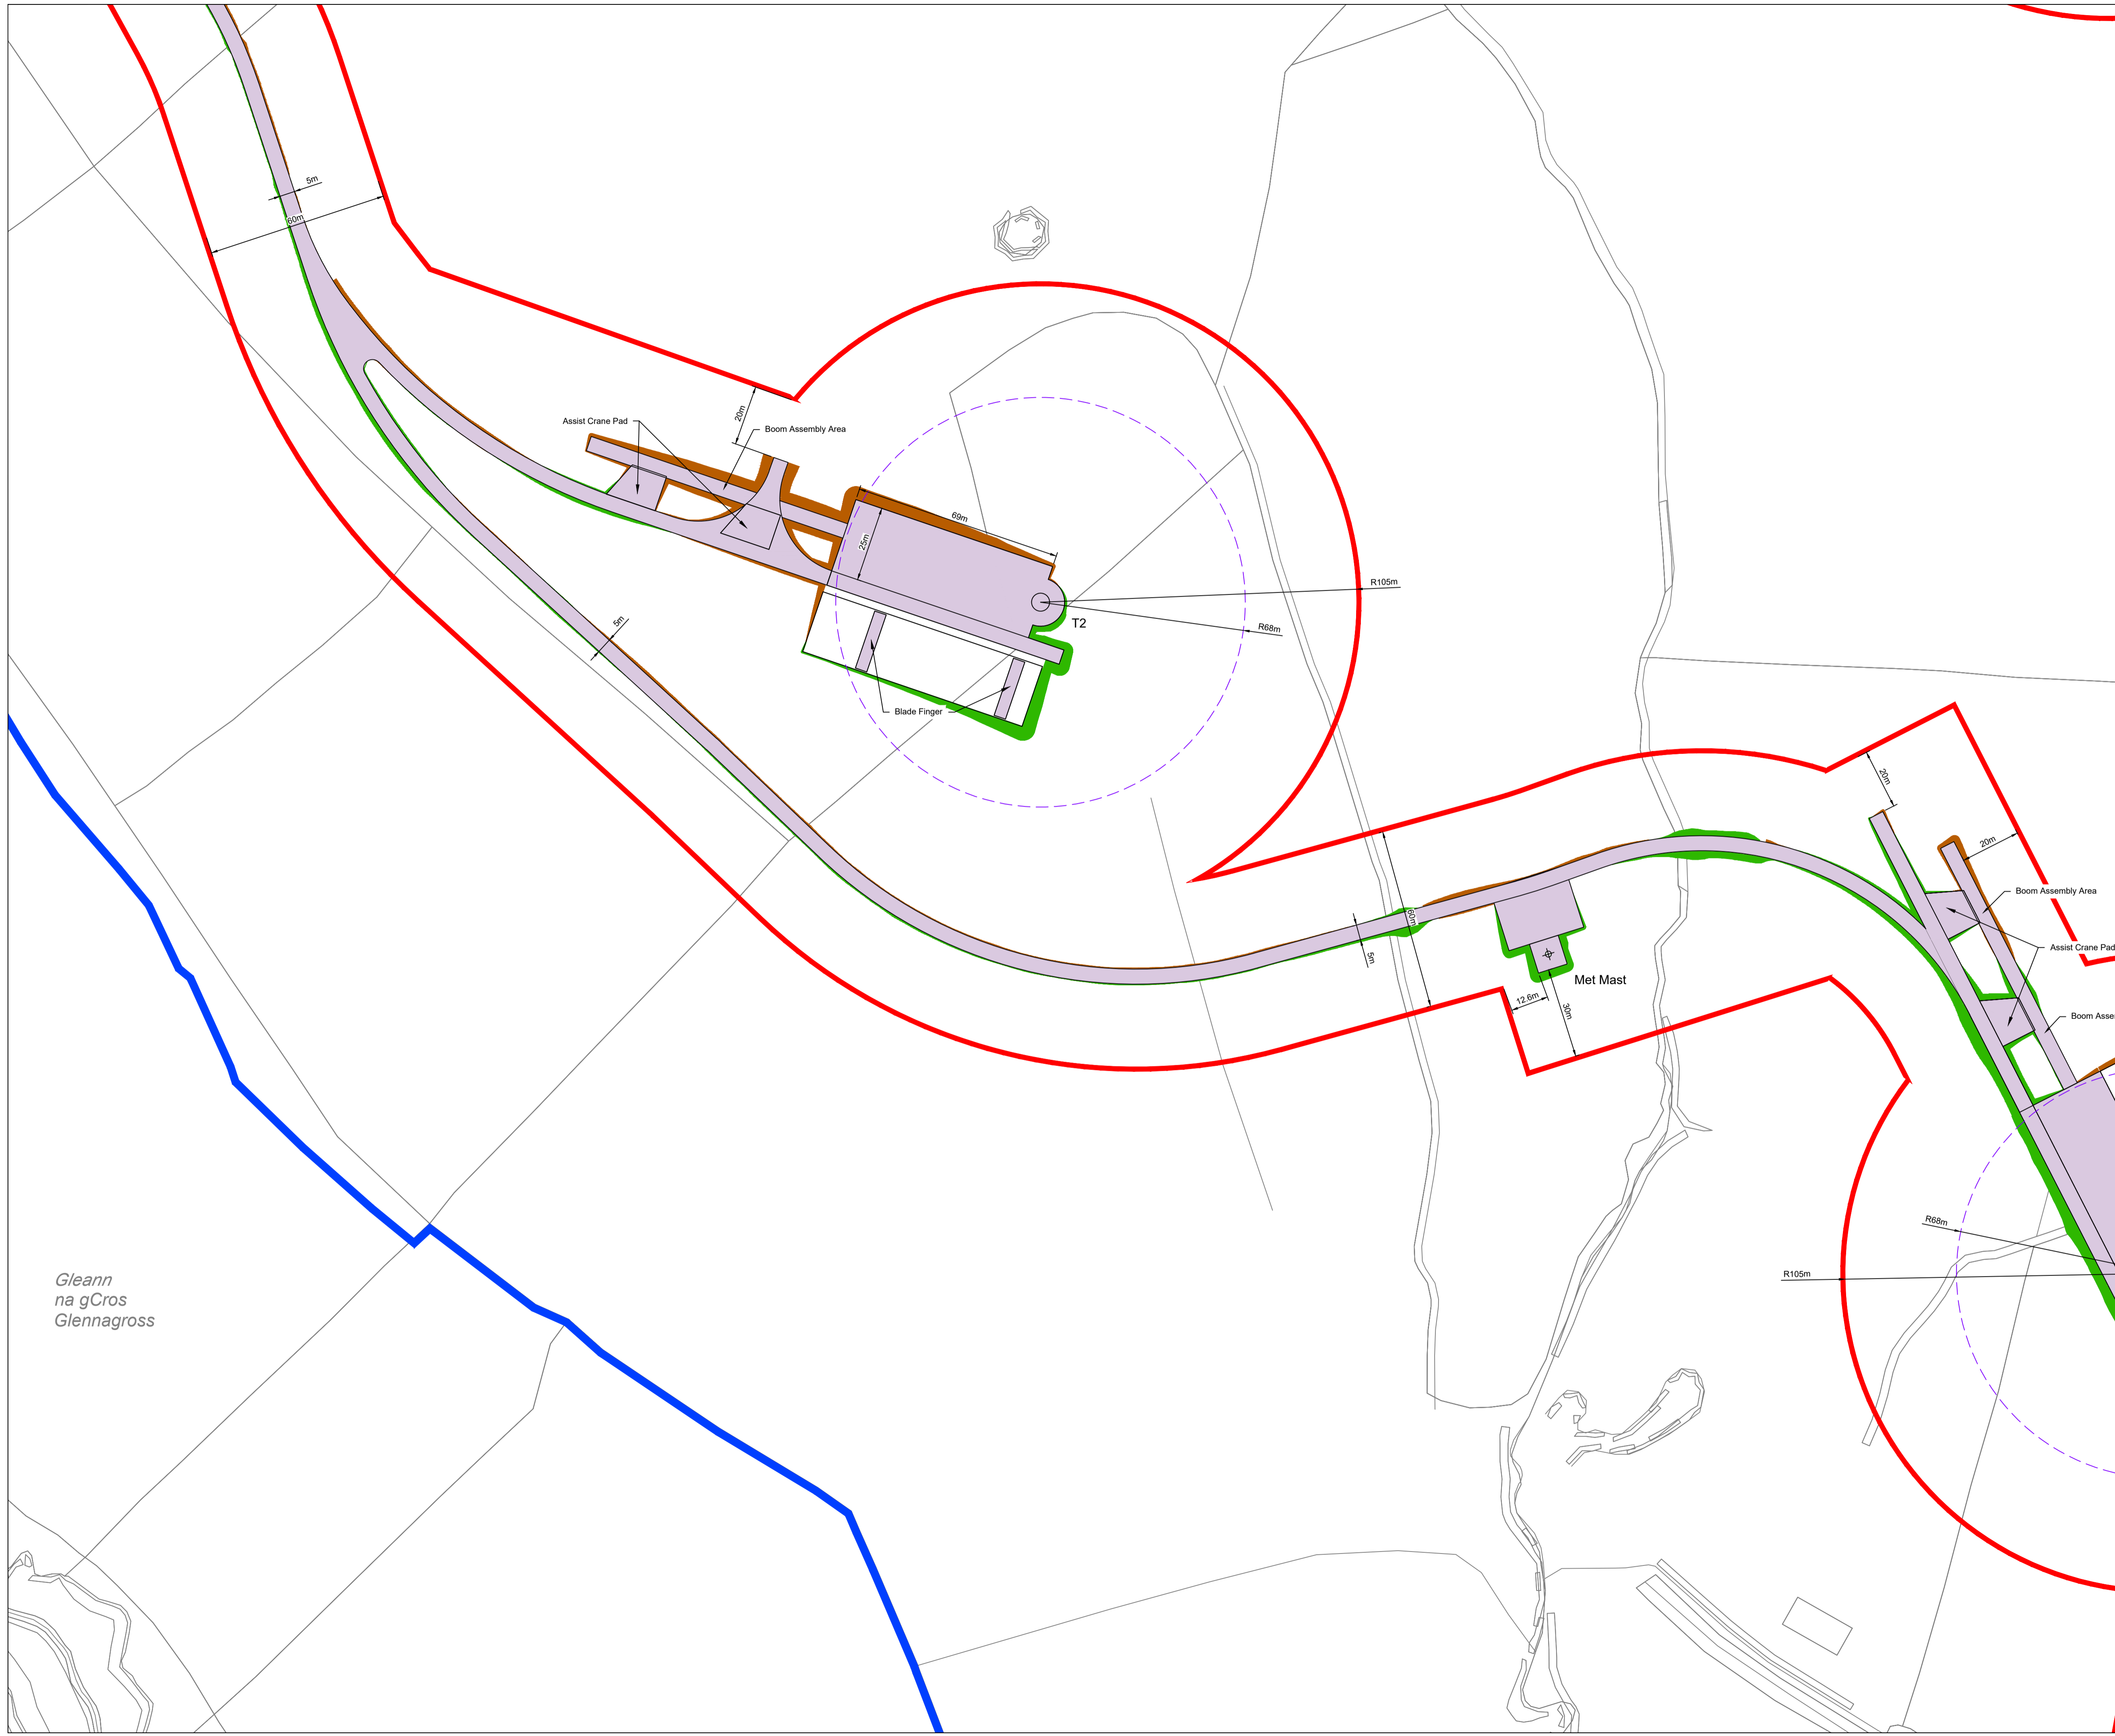 5m
60m
20m
Assist Crane Pad
Boom Assembly Area
69m
25m
R105m
R68m
T2
5m
Blade Finger
20m
20m
Boom Assembly Area
60m
5m
Assist Crane Pad
Met Mast
12.6m
30m
Boom Asse
R68m
R105m
Gleann
na gCros
Glennagross